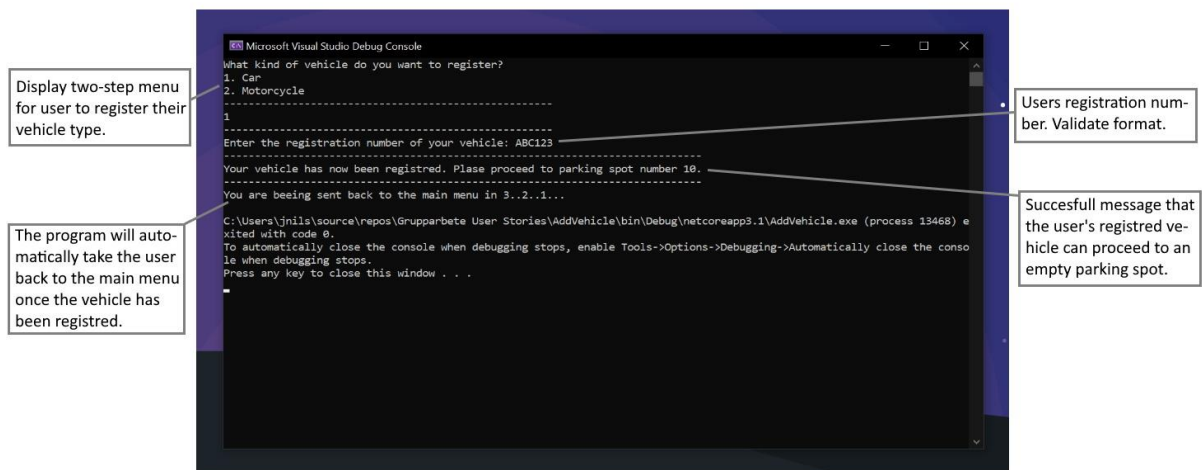 Microsoft Visual Studio Debug Console
What kind of vehicle do you want to register?
1. Car
2. Motorcycle
-----------------------------------------------------
1
-----------------------------------------------------
Enter the registration number of your vehicle: ABC123
-----------------------------------------------------------------------------
Your vehicle has now been registred. Plase proceed to parking spot number 10.
-----------------------------------------------------------------------------
You are beeing sent back to the main menu in 3..2..1...
C:\Users\jnils\source\repos\Grupparbete User Stories\AddVehicle\bin\Debug\netcoreapp3.1\AddVehicle.exe (process 13468) e
xited with code 0.
To automatically close the console when debugging stops, enable Tools->Options->Debugging->Automatically close the conso
le when debugging stops.
Press any key to close this window . . .
Display two-step menu
for user to register their
vehicle type.
The program will auto-
matically take the user
back to the main menu
once the vehicle has
been registred.
Users registration num-
ber. Validate format.
Succesfull message that
the user's registred ve-
hicle can proceed to an
empty parking spot.